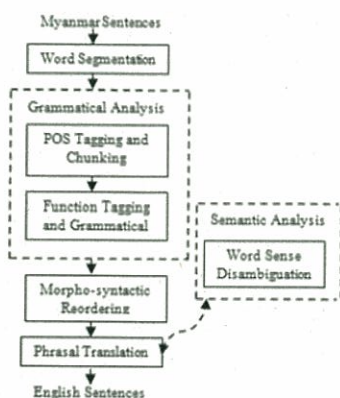 Myanmar Sentences
Word Segmentation
Grammatical Analysis
POS Tagging and
Chunking
Function Tagging
and Grammatical
Semantic Analysis
Word Sense
Disambiguation
Morpho-syntactic
Reordering
Phrasal Translation
English Sentences